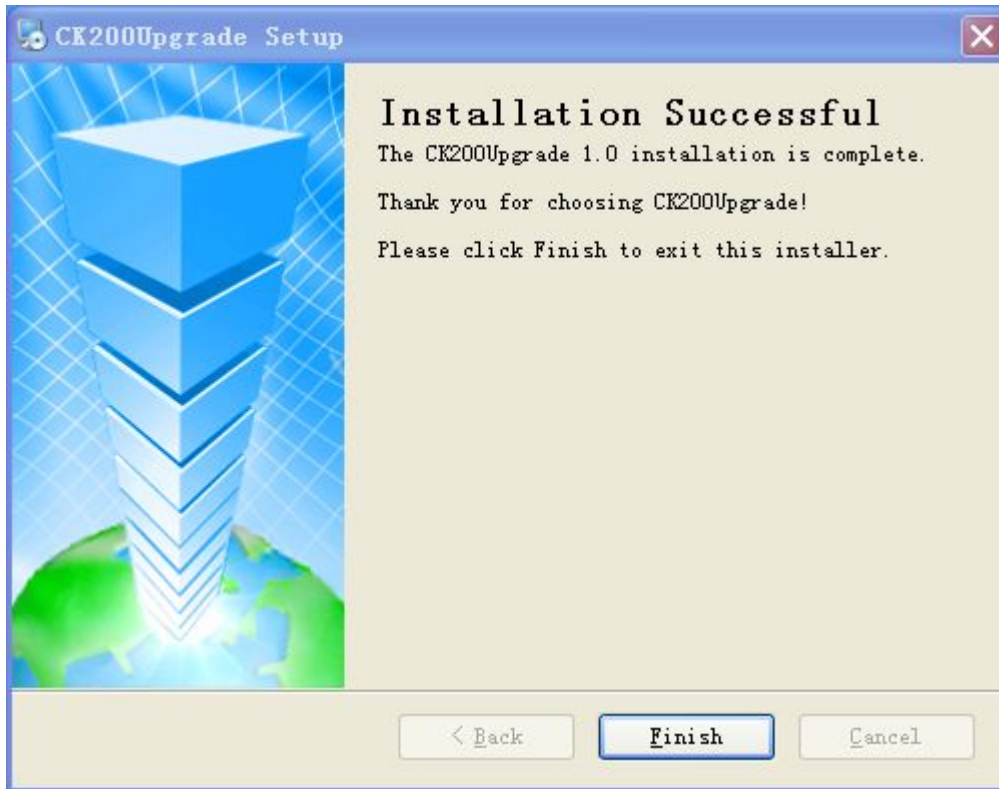 CK200Upgrade Setup
Installation Successful
The CK200Upgrade 1.0 installation is complete.
Thank you for choosing CK200Upgrade!
Please click Finish to exit this installer.
< Back
Finish
Cancel